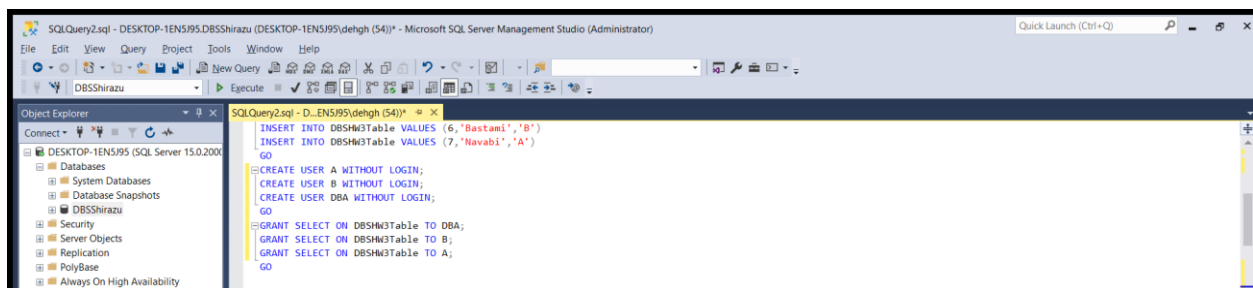 SQLQuery2.sql - DESKTOP-1EN5J95.DBSShirazu (DESKTOP-1EN5J95\dehgh (54))* - Microsoft SQL Server Management Studio (Administrator)
Quick Launch (Ctrl+Q)
File Edit View Query Project Tools Window Help
New Query
DBSShirazu
Execute
Object Explorer
Connect
DESKTOP-1EN5J95 (SQL Server 15.0.2000
Databases
System Databases
Database Snapshots
DBSShirazu
Security
Server Objects
Replication
PolyBase
Always On High Availability
SQLQuery2.sql - D...EN5J95\dehgh (54))*
INSERT INTO DBSHW3Table VALUES (6,'Bastami','B')
INSERT INTO DBSHW3Table VALUES (7,'Navabi','A')
GO
CREATE USER A WITHOUT LOGIN;
CREATE USER B WITHOUT LOGIN;
CREATE USER DBA WITHOUT LOGIN;
GO
GRANT SELECT ON DBSHW3Table TO DBA;
GRANT SELECT ON DBSHW3Table TO B;
GRANT SELECT ON DBSHW3Table TO A;
GO